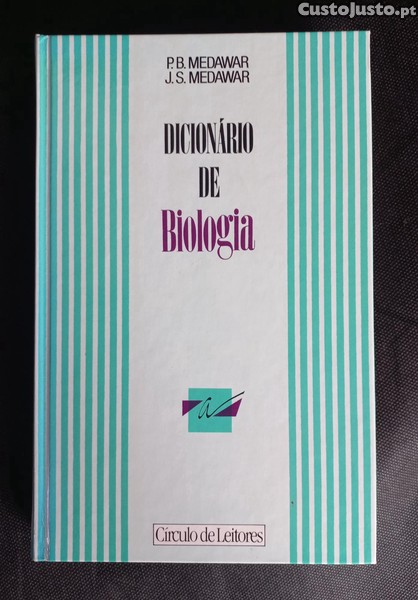 CustoJusto.pt
P.B. MEDAWAR
J. S. MEDAWAR
DICIONÁRIO
DE
Biologia
a
Círculo de Leitores